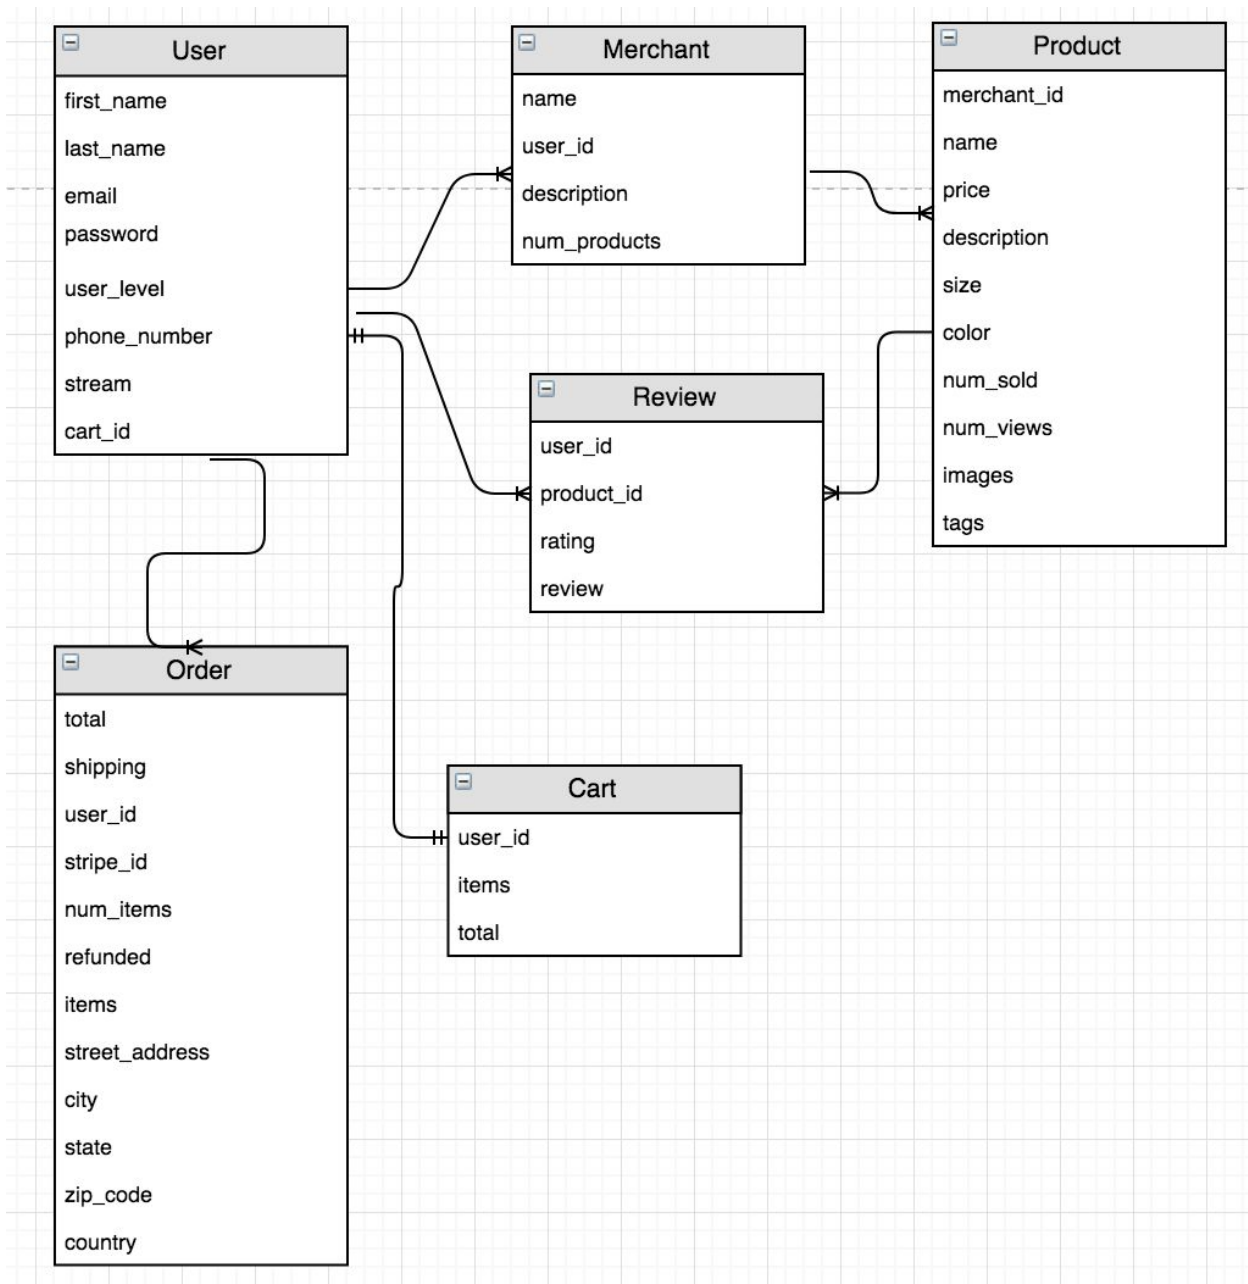 User
first_name
last_name
email
password
user_level
phone_number
stream
cart_id
Merchant
name
user_id
description
num_products
Product
merchant_id
name
price
description
size
color
num_sold
num_views
images
tags
Review
user_id
product_id
rating
review
Order
total
shipping
user_id
stripe_id
num_items
refunded
items
street_address
city
state
zip_code
country
Cart
user_id
items
total